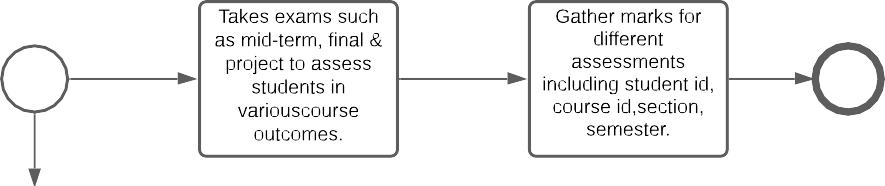 Takes exams such
as mid-term, final &
project to assess
students in
variouscourse
outcomes.
Gather marks for
different
assessments
including student id,
course id,section,
semester.